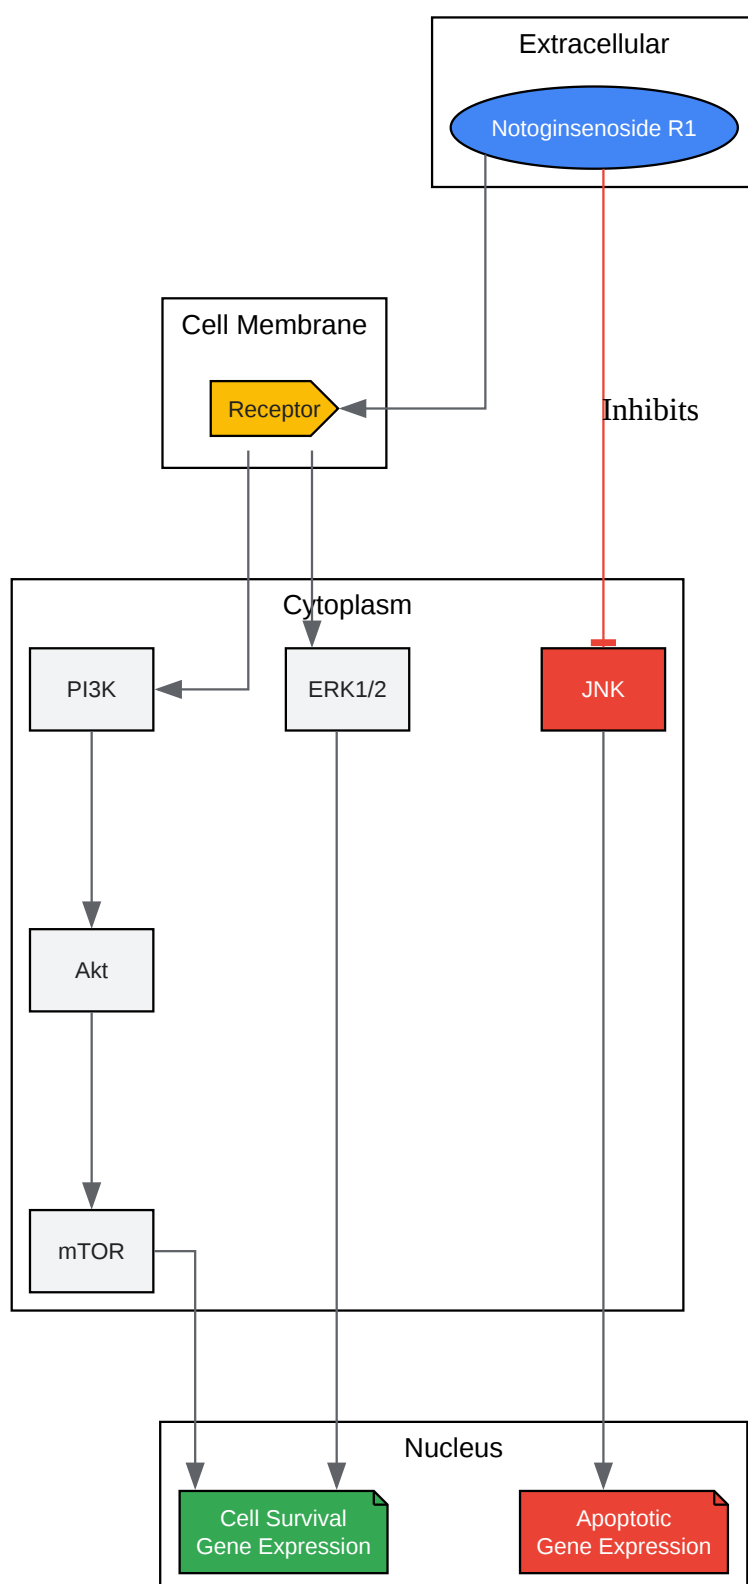 Extracellular
Notoginsenoside R1
Cell Membrane
Receptor
Inhibits
Cytoplasm
PI3K
ERK1/2
JNK
Akt
mTOR
Nucleus
Cell Survival
Gene Expression
Apoptotic
Gene Expression